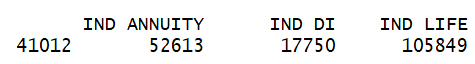 IND ANNUITY IND DI IND LIFE
41012 52613 17750 105849